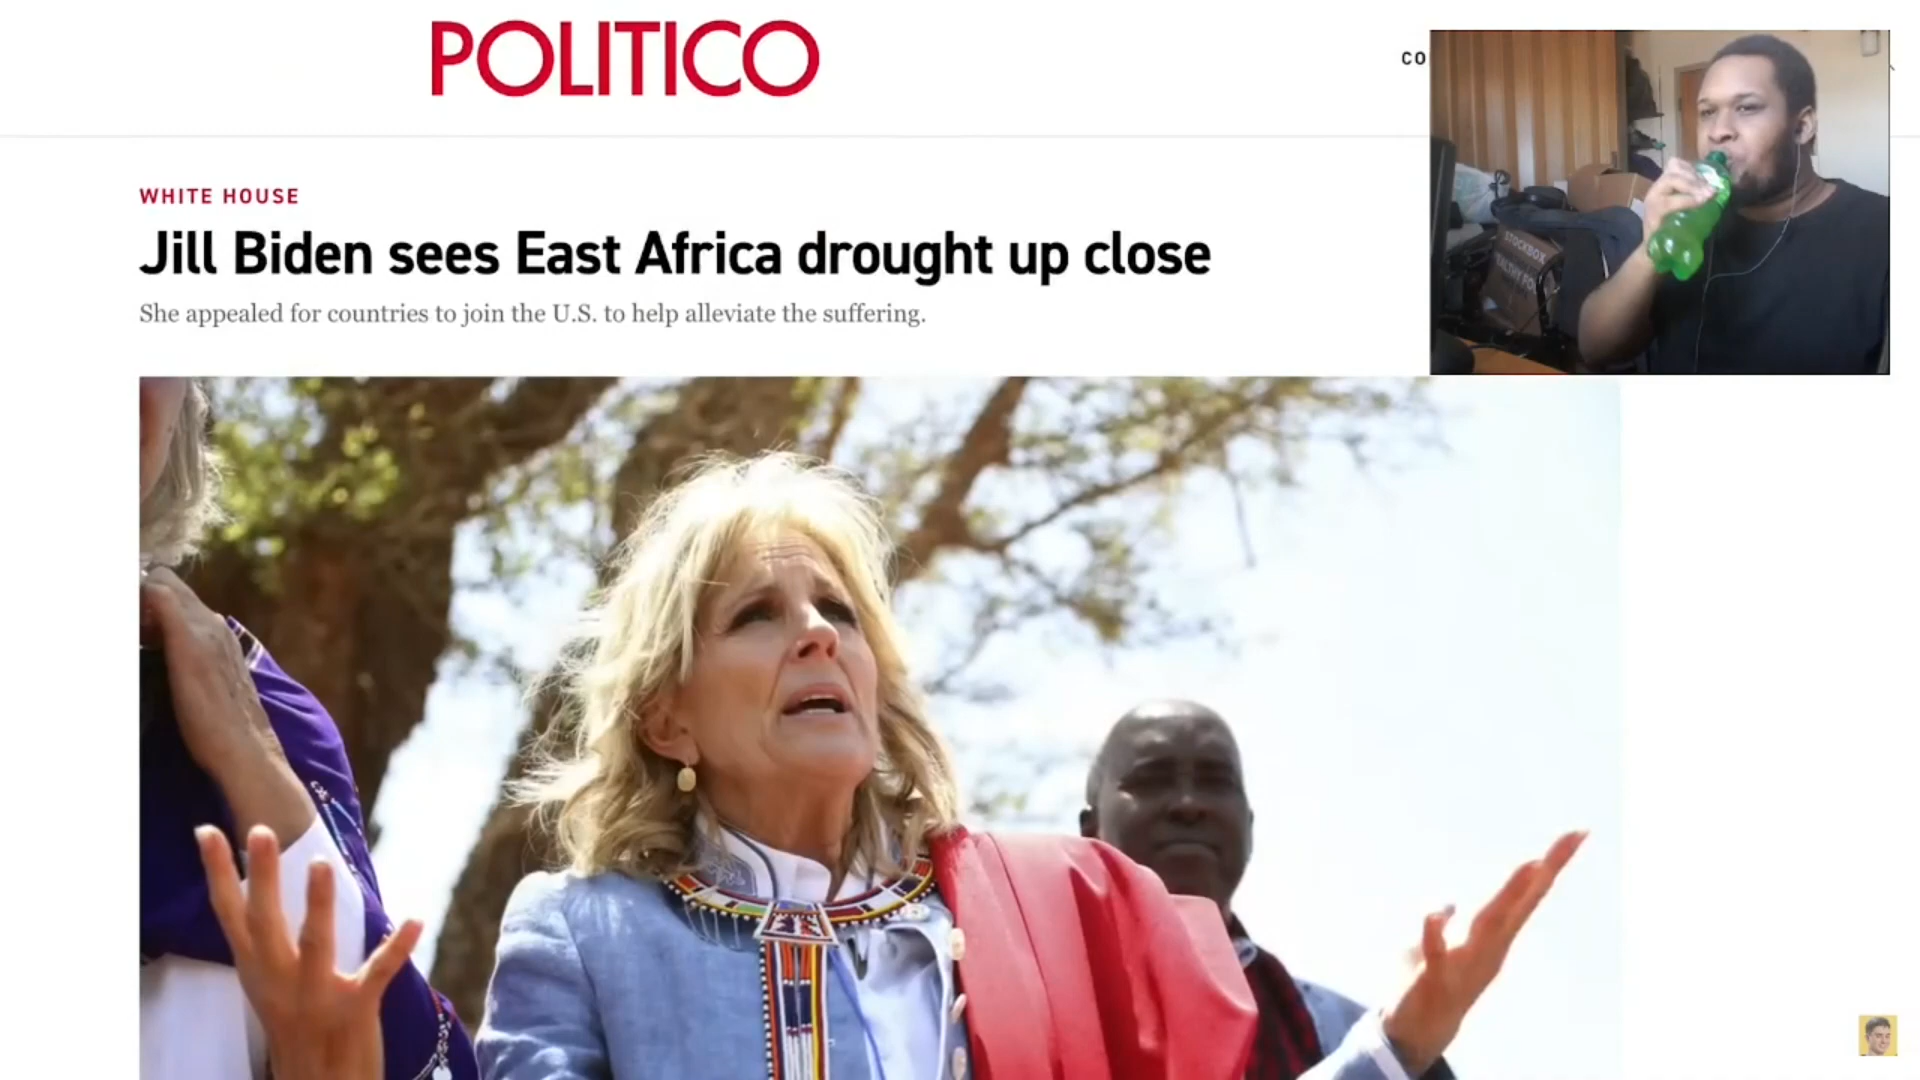 POLITICO
CO
WHITE HOUSE
Jill Biden sees East Africa drought up close
She appealed for countries to join the U.S. to help alleviate the suffering.
STOCKBOX